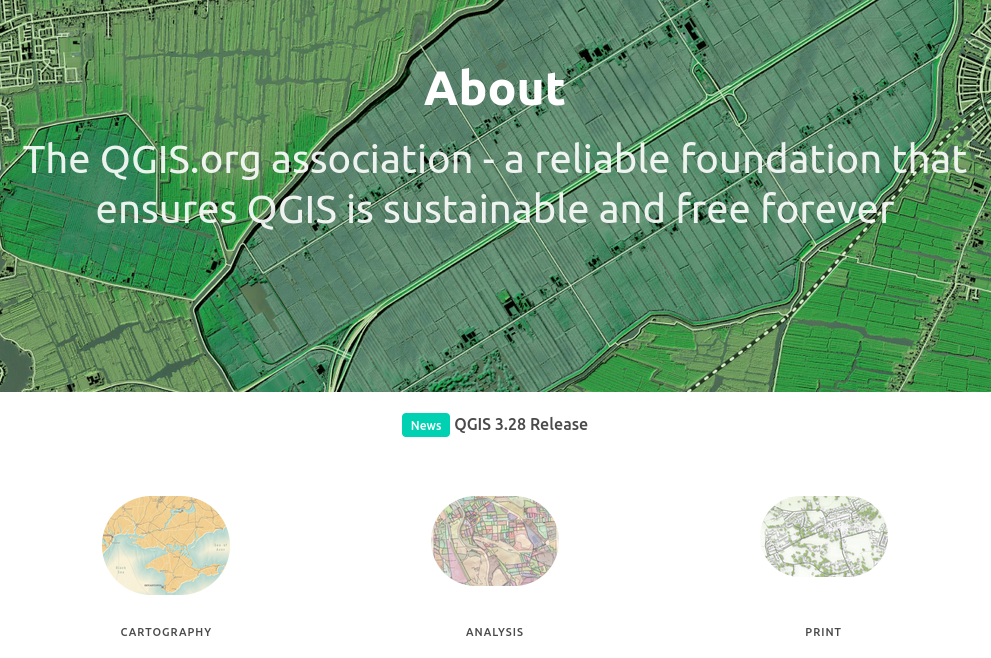 About
The QGIS.org association - a reliable foundation that
ensures QGIS is sustainable and free forever
News QGIS 3.28 Release
CARTOGRAPHY
ANALYSIS
PRINT